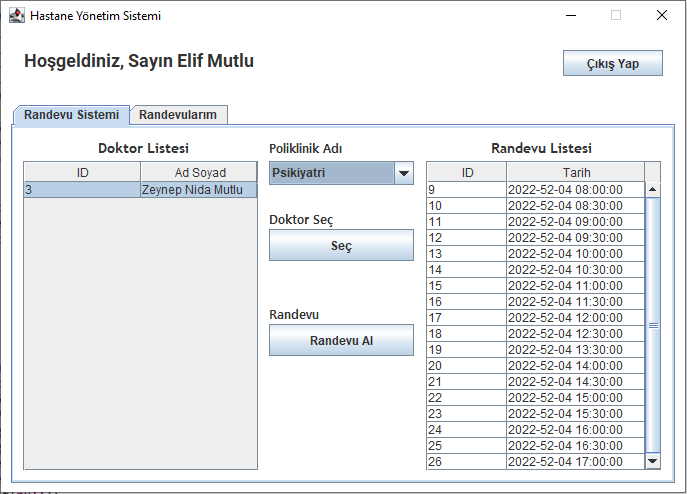 Hastane Yönetim Sistemi
Hoşgeldiniz, Sayın Elif Mutlu
Çıkış Yap
Randevu Sistemi
Randevularım
Doktor Listesi
ID Ad Soyad
3 Zeynep Nida Mutlu
Poliklinik Adı
Psikiyatri
Doktor Seç
Seç
Randevu
Randevu Al
Randevu Listesi
ID Tarih
9 2022-52-04 08:00:00
10 2022-52-04 08:30:00
11 2022-52-04 09:00:00
12 2022-52-04 09:30:00
13 2022-52-04 10:00:00
14 2022-52-04 10:30:00
15 2022-52-04 11:00:00
16 2022-52-04 11:30:00
17 2022-52-04 12:00:00
18 2022-52-04 12:30:00
19 2022-52-04 13:30:00
20 2022-52-04 14:00:00
21 2022-52-04 14:30:00
22 2022-52-04 15:00:00
23 2022-52-04 15:30:00
24 2022-52-04 16:00:00
25 2022-52-04 16:30:00
26 2022-52-04 17:00:00